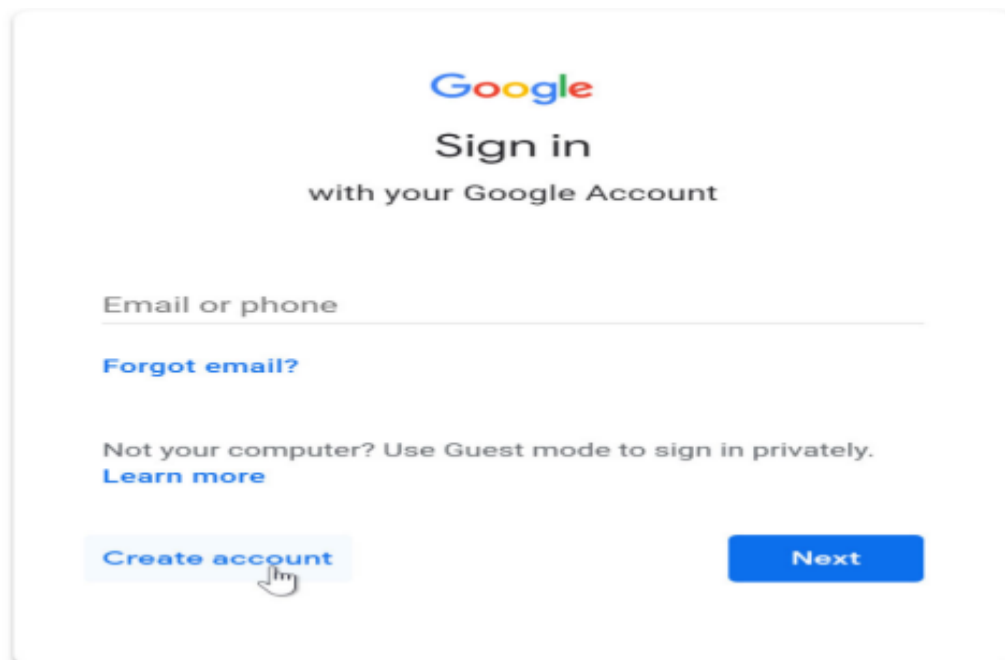 Google
Sign in
with your Google Account
Email or phone
Forgot email?
Not your computer? Use Guest mode to sign in privately.
Learn more
Create account
Next